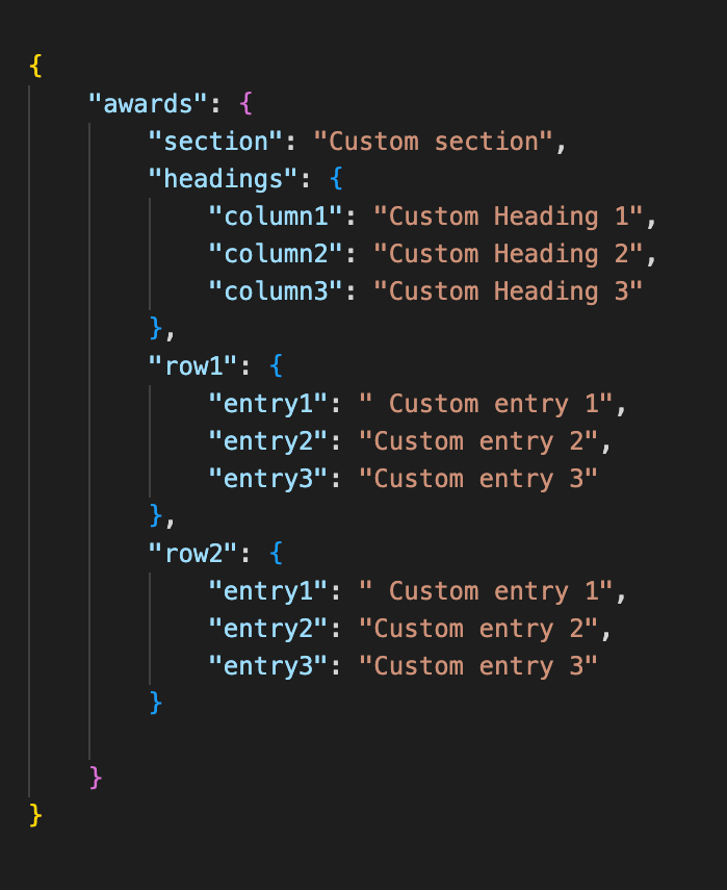 {
    "awards": {
        "section": "Custom section",
        "headings": {
            "column1": "Custom Heading 1",
            "column2": "Custom Heading 2",
            "column3": "Custom Heading 3"
        },
        "row1": {
            "entry1": " Custom entry 1",
            "entry2": "Custom entry 2",
            "entry3": "Custom entry 3"
        },
        "row2": {
            "entry1": " Custom entry 1",
            "entry2": "Custom entry 2",
            "entry3": "Custom entry 3"
        }

    }
}